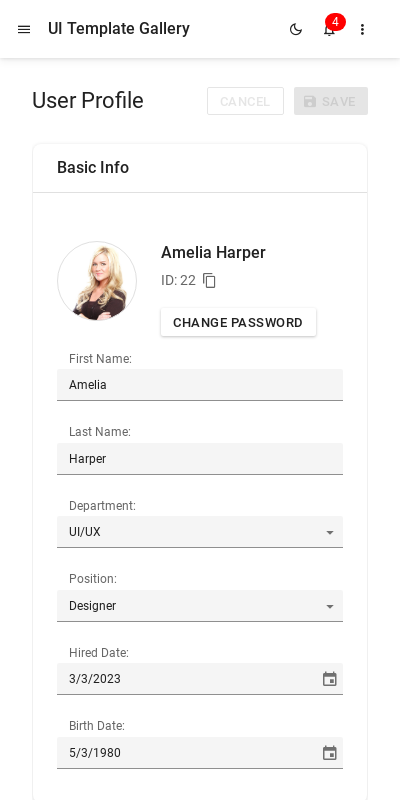 UI Template Gallery
4
User Profile
CANCEL
SAVE
Basic Info
Amelia Harper
ID: 22
CHANGE PASSWORD
First Name:
Amelia
Last Name:
Harper
Department:
UI/UX
Position:
Designer
Hired Date:
3/3/2023
Birth Date:
5/3/1980